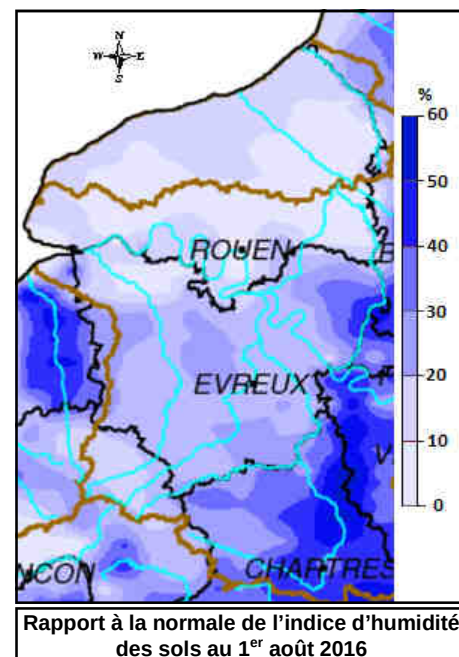 N
W E
S
%
60
50
40
30
20
10
0
ROUEN
B
EVREUX
V
NCON
CHARTRES
Rapport à la normale de l’indice d’humidité
des sols au 1er août 2016